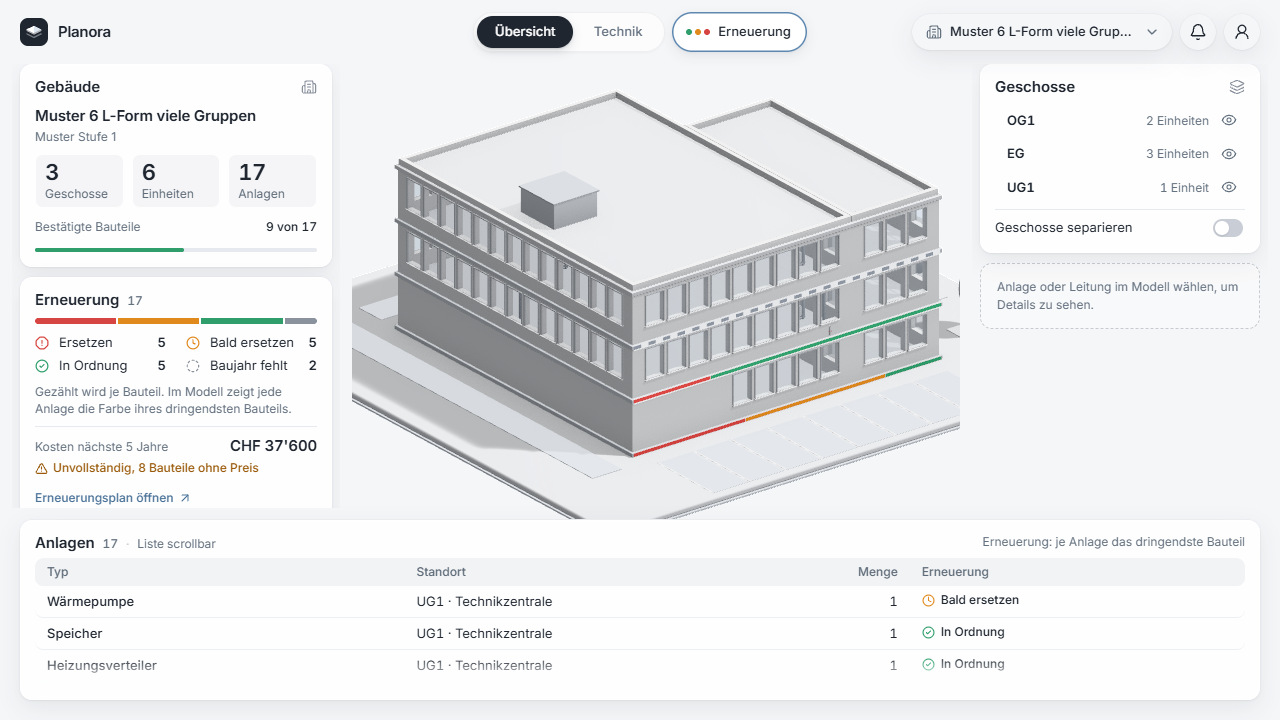 Planora
Übersicht
Technik
Erneuerung
Muster 6 L-Form viele Grup...
Gebäude
Muster 6 L-Form viele Gruppen
Muster Stufe 1
3 6 17
Geschosse Einheiten Anlagen
Bestätigte Bauteile 9 von 17
Erneuerung 17
Ersetzen 5 Bald ersetzen 5
In Ordnung 5 Baujahr fehlt 2
Gezählt wird je Bauteil. Im Modell zeigt jede
Anlage die Farbe ihres dringendsten Bauteils.
Kosten nächste 5 Jahre CHF 37'600
Unvollständig, 8 Bauteile ohne Preis
Erneuerungsplan öffnen
Geschosse
OG1 2 Einheiten
EG 3 Einheiten
UG1 1 Einheit
Geschosse separieren
Anlage oder Leitung im Modell wählen, um
Details zu sehen.
Anlagen 17 · Liste scrollbar Erneuerung: je Anlage das dringendste Bauteil
Typ Standort Menge Erneuerung
Wärmepumpe UG1 · Technikzentrale 1 Bald ersetzen
Speicher UG1 · Technikzentrale 1 In Ordnung
Heizungsverteiler UG1 · Technikzentrale 1 In Ordnung